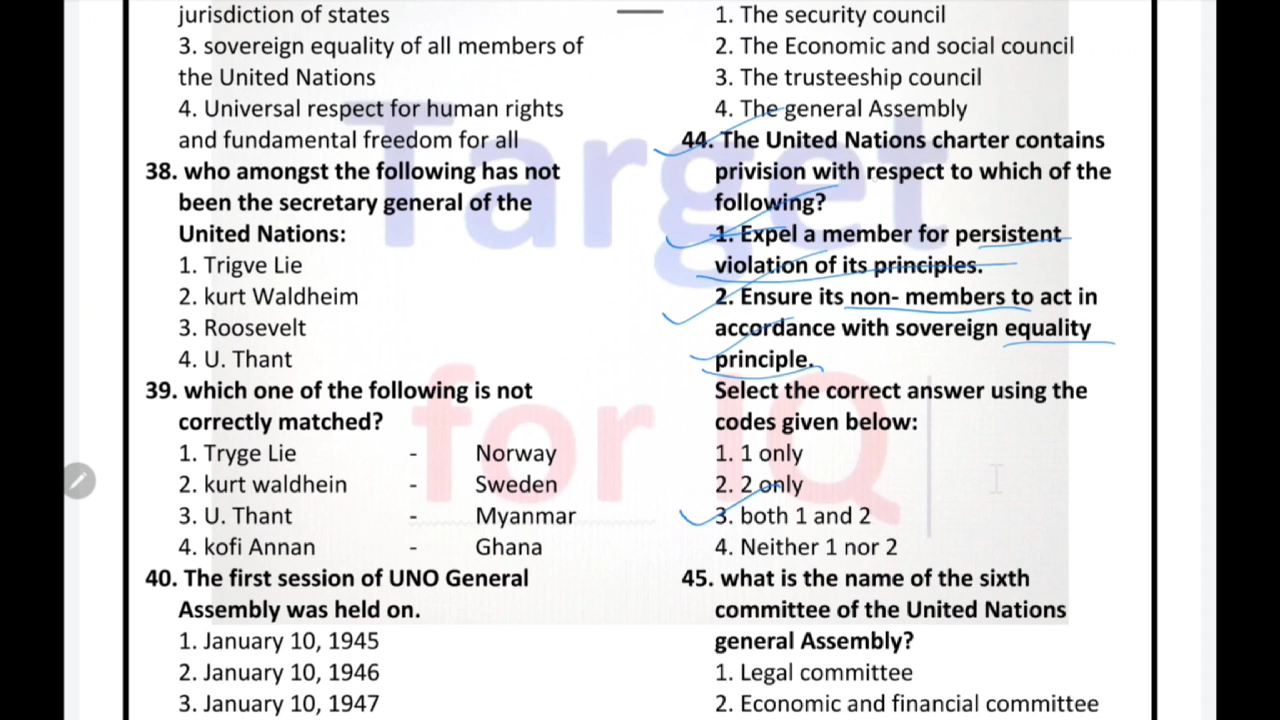 jurisdiction of states
3. sovereign equality of all members of
the United Nations
4. Universal respect for human rights
and fundamental freedom for all
38. who amongst the following has not
been the secretary general of the
United Nations:
1. Trigve Lie
2. kurt Waldheim
3. Roosevelt
4. U. Thant
39. which one of the following is not
correctly matched?
1. Tryge Lie - Norway
2. kurt waldhein - Sweden
3. U. Thant - Myanmar
4. kofi Annan - Ghana
40. The first session of UNO General
Assembly was held on.
1. January 10, 1945
2. January 10, 1946
3. January 10, 1947
1. The security council
2. The Economic and social council
3. The trusteeship council
4. The general Assembly
44. The United Nations charter contains
privision with respect to which of the
following?
1. Expel a member for persistent
violation of its principles.
2. Ensure its non- members to act in
accordance with sovereign equality
principle.
Select the correct answer using the
codes given below:
1. 1 only
2. 2 only
3. both 1 and 2
4. Neither 1 nor 2
45. what is the name of the sixth
committee of the United Nations
general Assembly?
1. Legal committee
2. Economic and financial committee
Target
for IQ